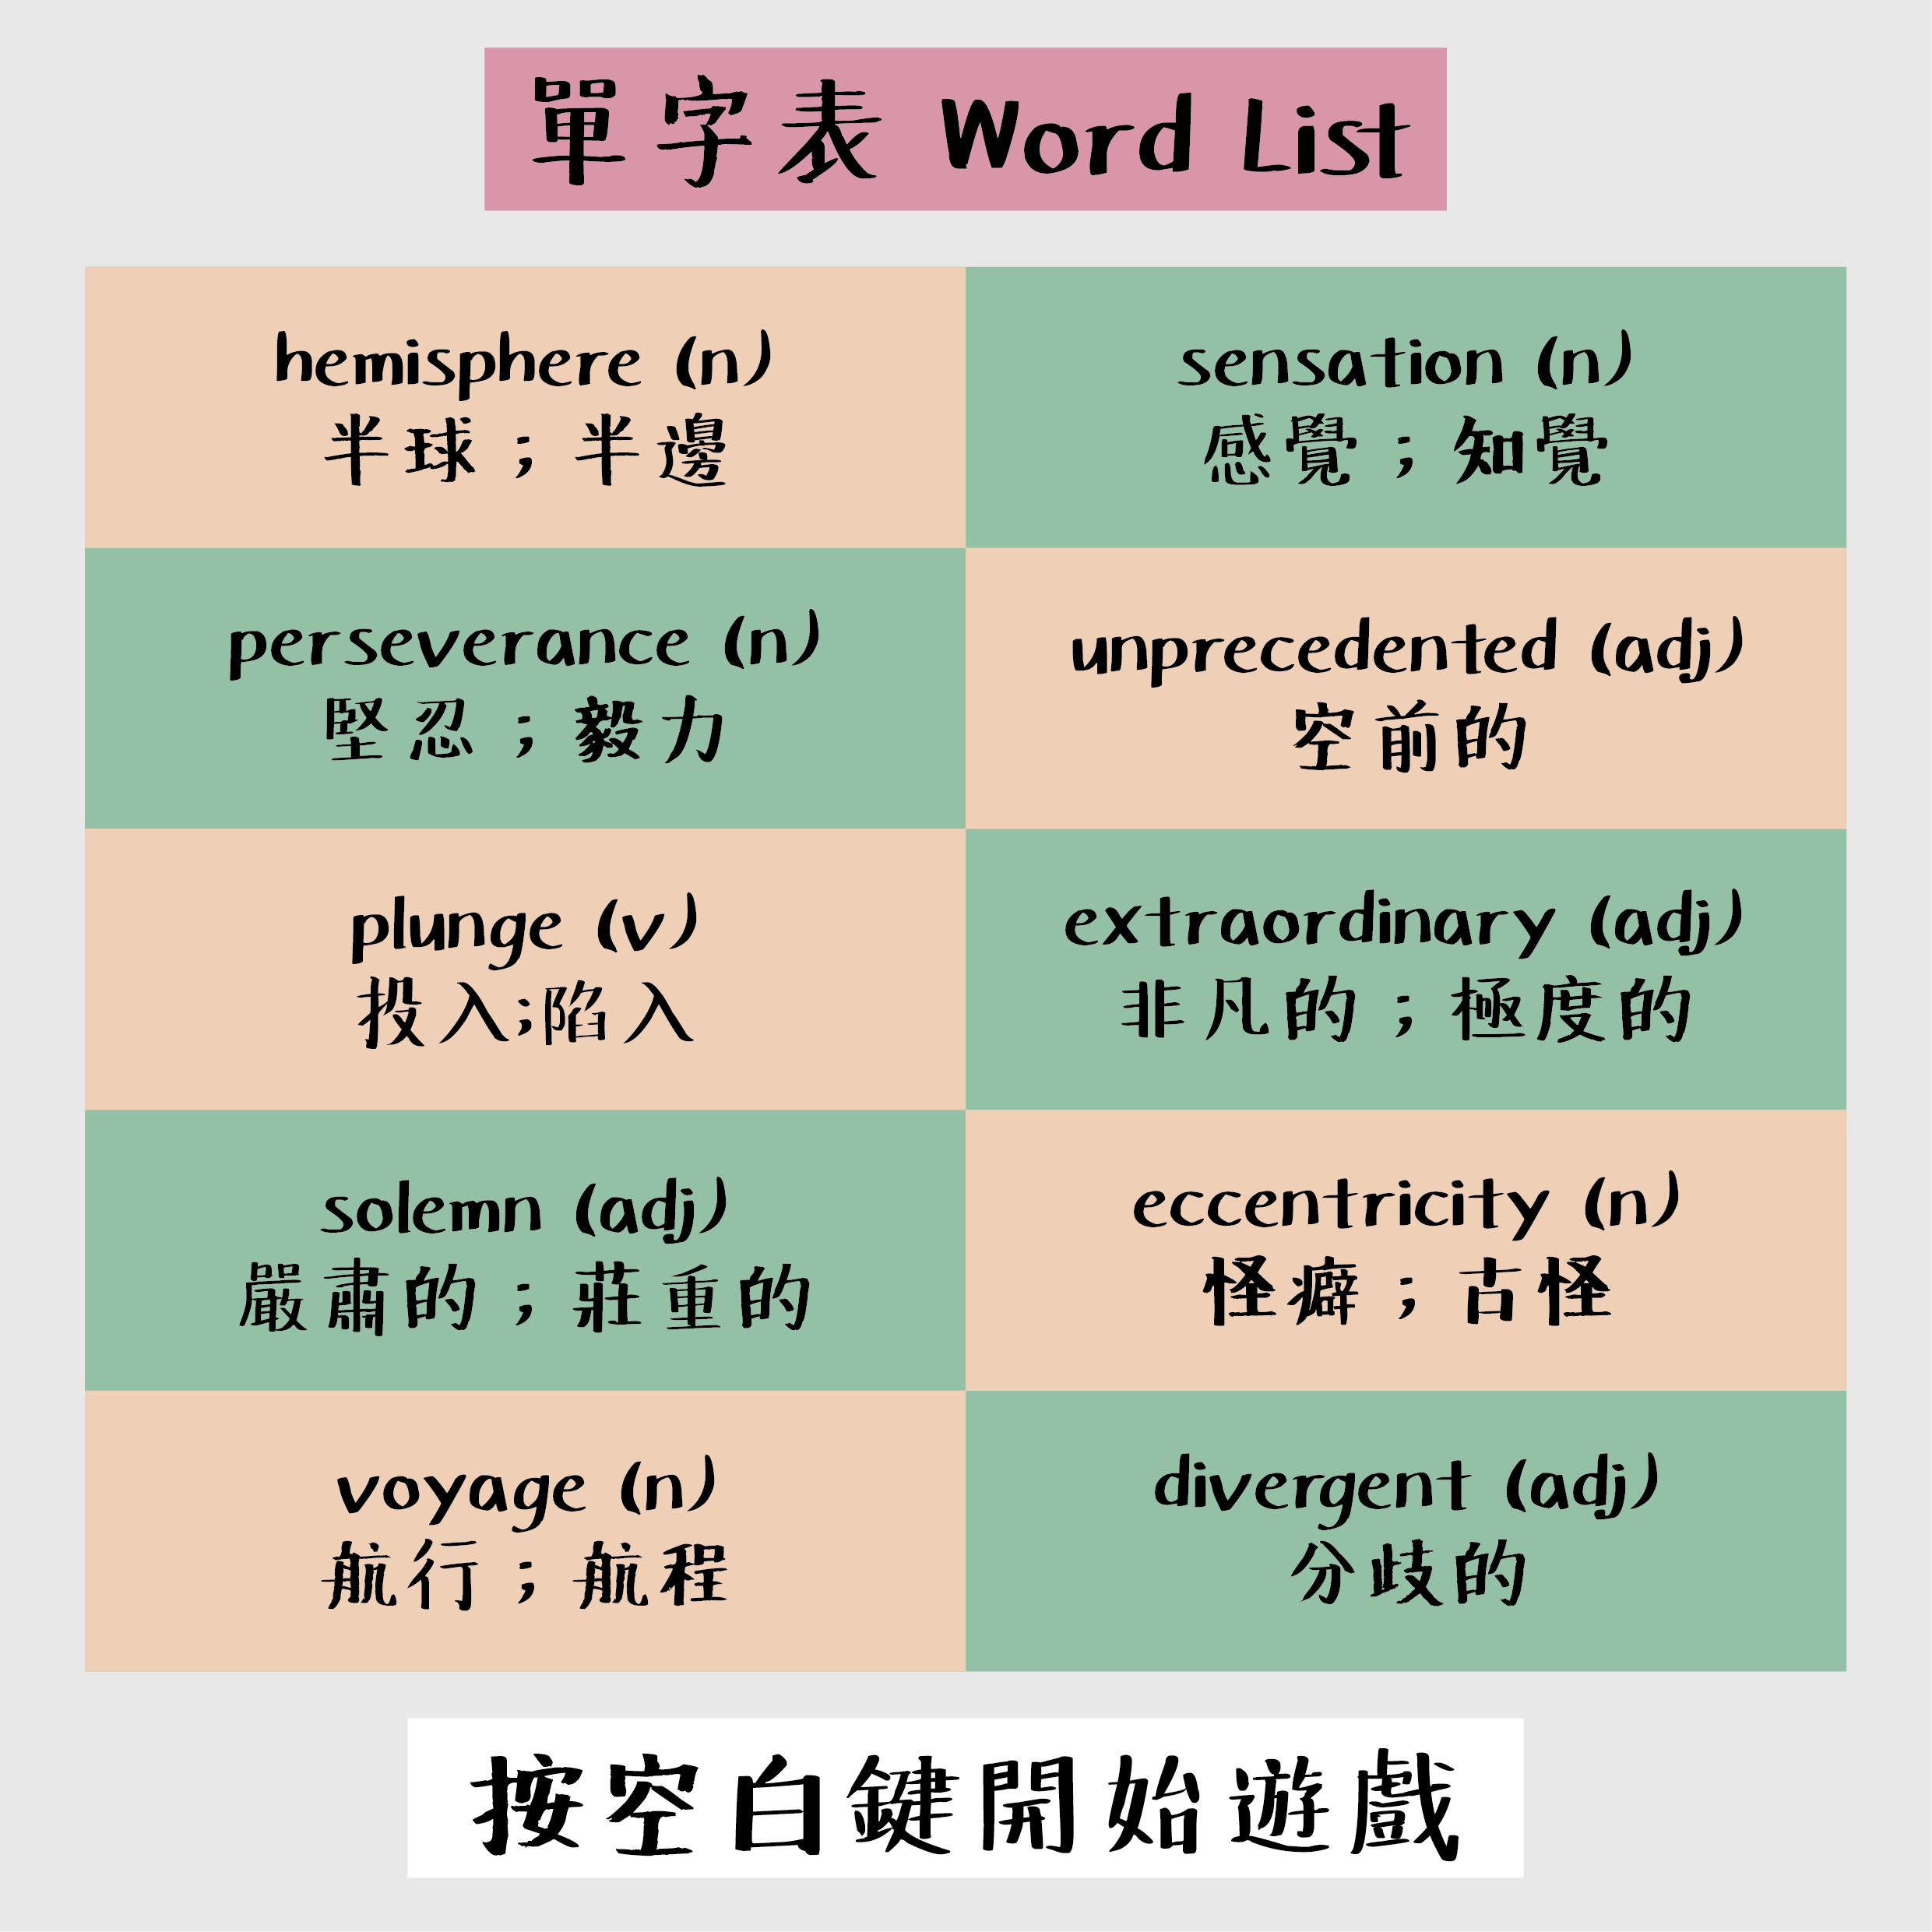 單字表 Word List
hemisphere (n)
半球；半邊
sensation (n)
感覺；知覺
perseverance (n)
堅忍；毅力
unprecedented (adj)
空前的
plunge (v)
投入;陷入
extraordinary (adj)
非凡的；極度的
solemn (adj)
嚴肅的；莊重的
eccentricity (n)
怪癖；古怪
voyage (n)
航行；航程
divergent (adj)
分歧的
按空白鍵開始遊戲